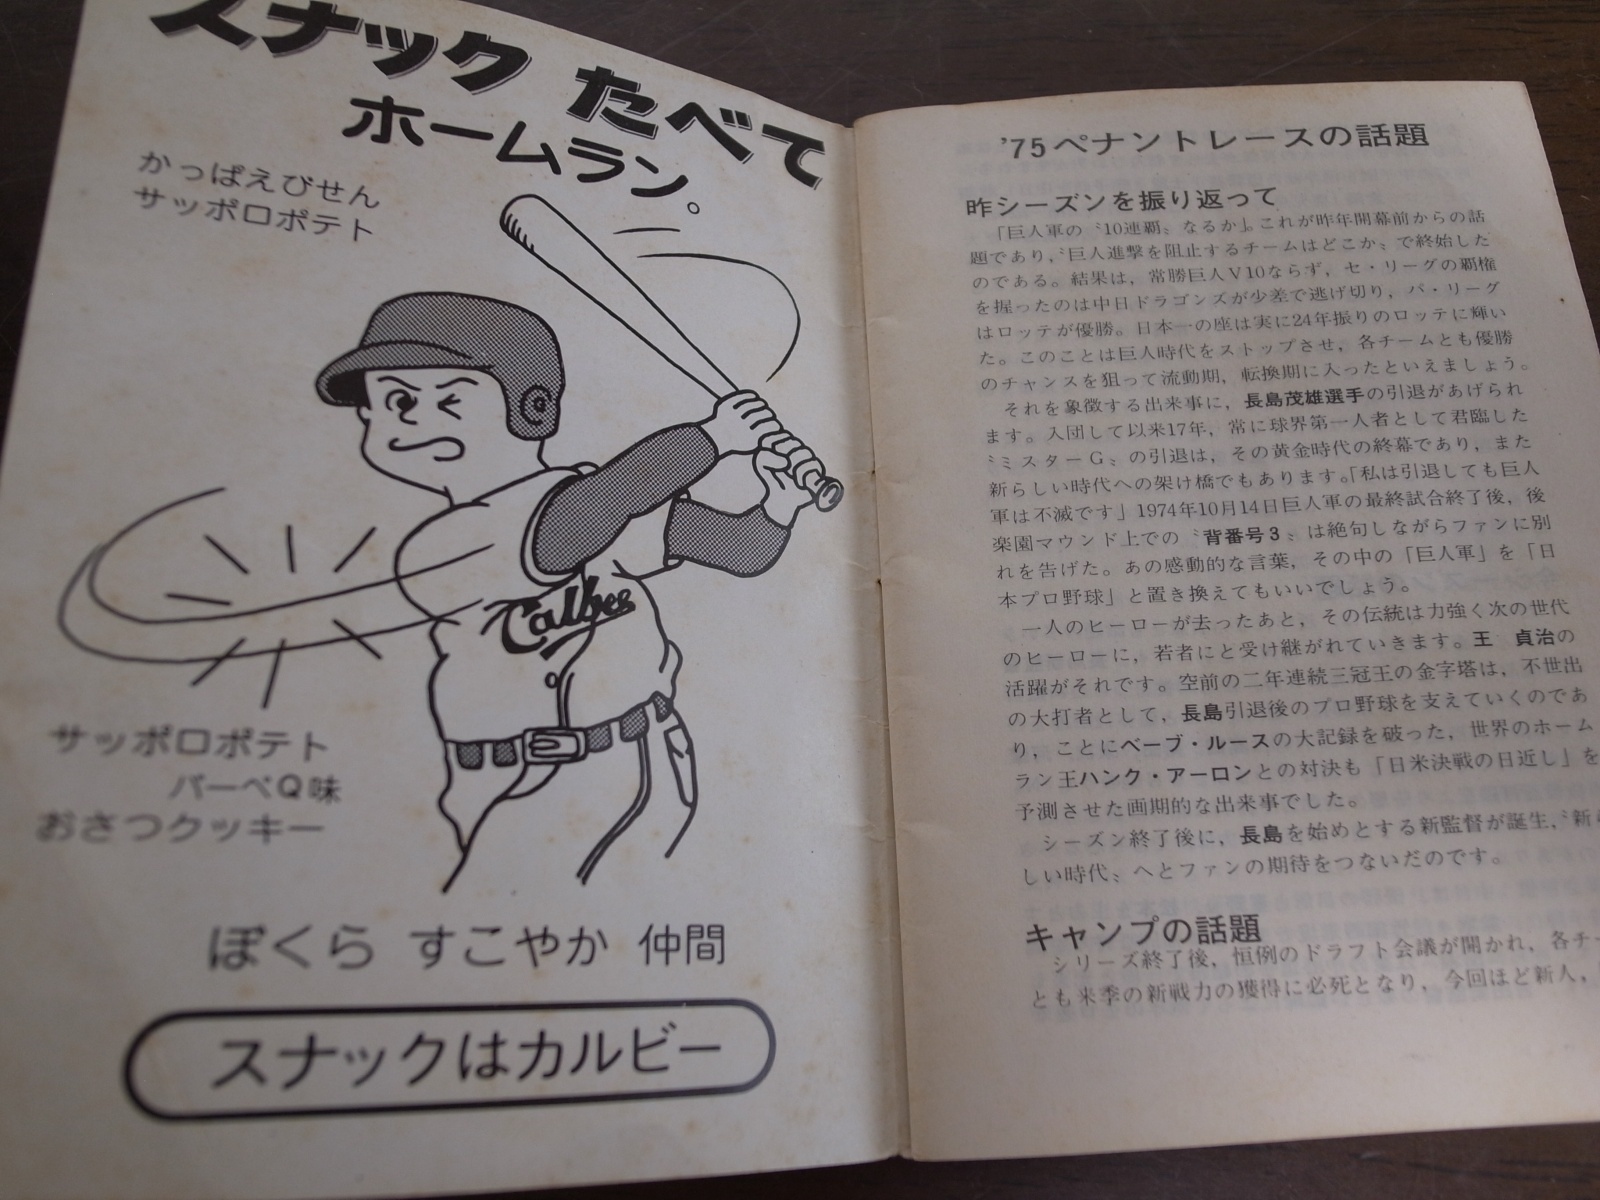 スナック たべて
ホームラン。
かっぱえびせん
サッポロポテト
Calbee
サッポロポテト
バーべQ味
おさつクッキー
ぼくら すこやか 仲間
スナックはカルビー
'75ペナントレースの話題
昨シーズンを振り返って
「巨人軍の〝10連覇〟なるか」。これが昨年開幕前からの話
題であり,〝巨人進撃を阻止するチームはどこか〟で終始した
のである。結果は，常勝巨人V10ならず，セ・リーグの覇権
を握ったのは中日ドラゴンズが少差で逃げ切り，パ・リーグ
はロッテが優勝。日本一の座は実に24年振りのロッテに輝い
た。このことは巨人時代をストップさせ，各チームとも優勝
のチャンスを狙って流動期，転換期に入ったといえましょう。
それを象徴する出来事に，長島茂雄選手の引退があげられ
ます。入団して以来17年，常に球界第一人者として君臨した
〝ミスターG〟の引退は，その黄金時代の終幕であり，また
新らしい時代への架け橋でもあります。「私は引退しても巨人
軍は不滅です」1974年10月14日巨人軍の最終試合終了後，後
楽園マウンド上での〝背番号3〟は絶句しながらファンに別
れを告げた。あの感動的な言葉，その中の「巨人軍」を「日
本プロ野球」と置き換えてもいいでしょう。
一人のヒーローが去ったあと，その伝統は力強く次の世代
のヒーローに，若者にと受け継がれていきます。王 貞治の
活躍がそれです。空前の二年連続三冠王の金字塔は，不世出
の大打者として，長島引退後のプロ野球を支えていくのであ
り，ことにベーブ・ルースの大記録を破った，世界のホーム
ラン王ハンク・アーロンとの対決も「日米決戦の日近し」を
予測させた画期的な出来事でした。
シーズン終了後に，長島を始めとする新監督が誕生,〝新ら
しい時代〟へとファンの期待をつないだのです。
キャンプの話題
シリーズ終了後，恒例のドラフト会議が開かれ，各チー
とも来季の新戦力の獲得に必死となり，今回ほど新人，